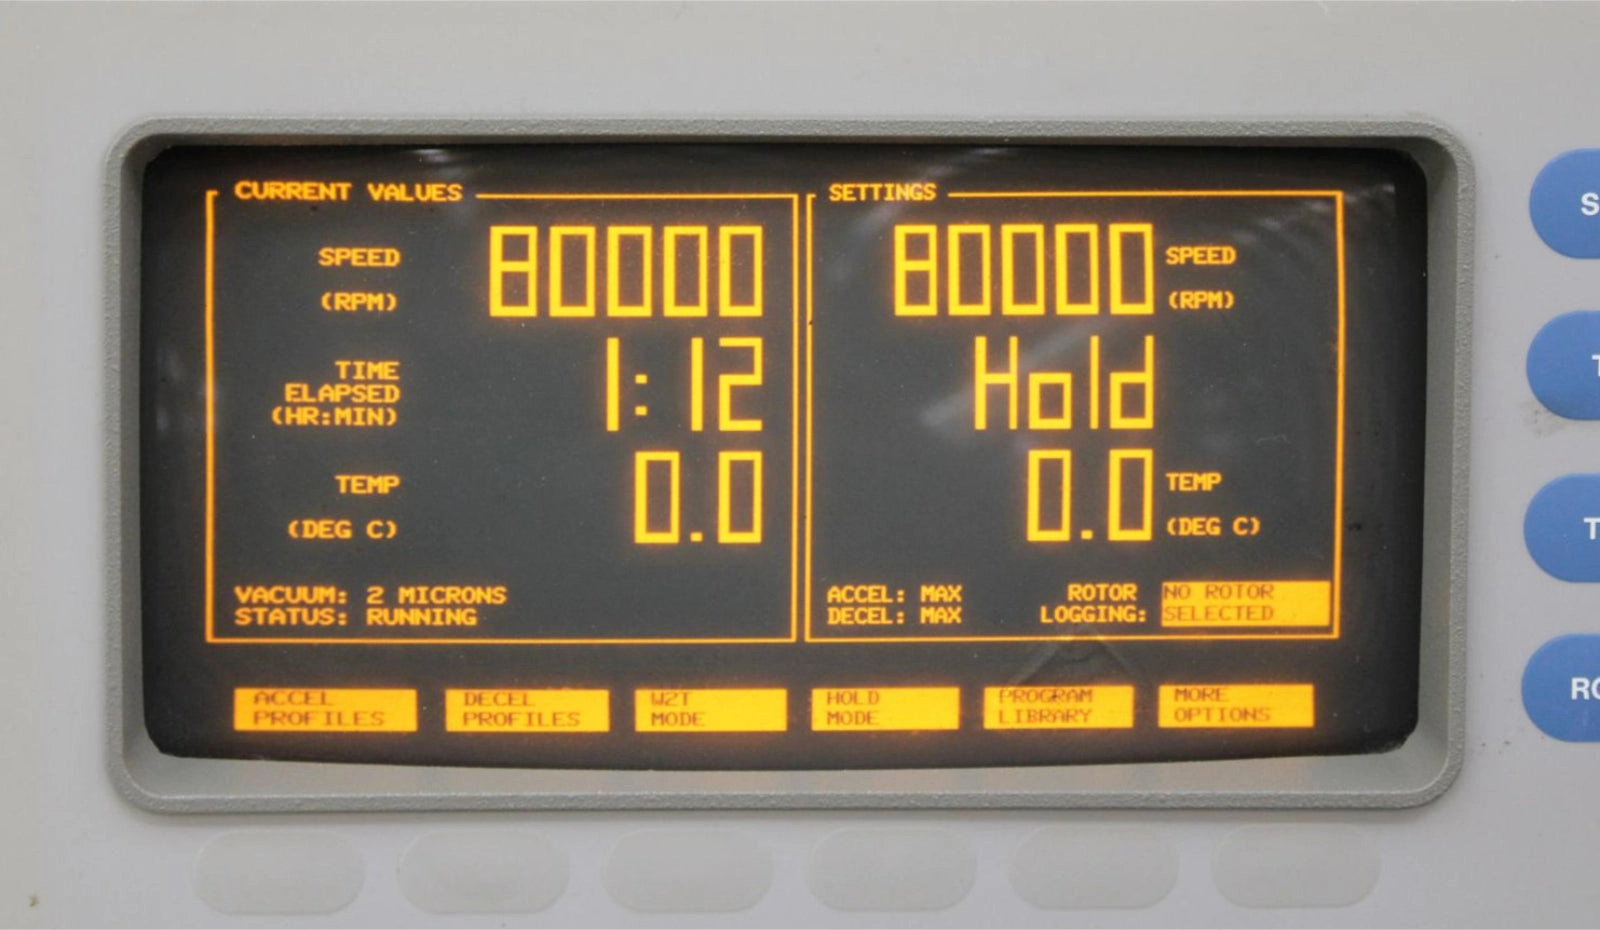 CURRENT VALUES
SPEED
(RPM)
80000
TIME
ELAPSED
(HR:MIN)
1:12
TEMP
(DEG C)
0.0
VACUUM: 2 MICRONS
STATUS: RUNNING
SETTINGS
80000
SPEED
(RPM)
Hold
0.0
TEMP
(DEG C)
ACCEL: MAX
DECEL: MAX
ROTOR
LOGGING:
NO ROTOR
SELECTED
ACCEL
PROFILES
DECEL
PROFILES
W2T
MODE
HOLD
MODE
PROGRAM
LIBRARY
MORE
OPTIONS